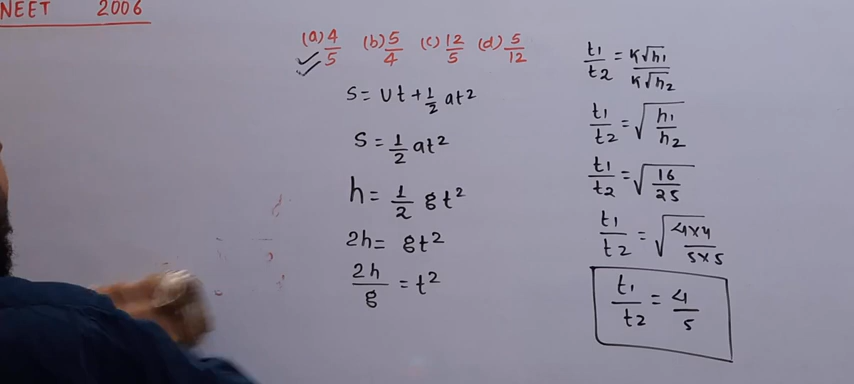 NEET 2006
(a) 4/5 (b) 5/4 (c) 12/5 (d) 5/12
S = Ut + 1/2 at²
S = 1/2 at²
h = 1/2 gt²
2h = gt²
2h/g = t²
t1/t2 = K√h1/K√h2
t1/t2 = √(h1/h2)
t1/t2 = √(16/25)
t1/t2 = √(4×4/5×5)
t1/t2 = 4/5